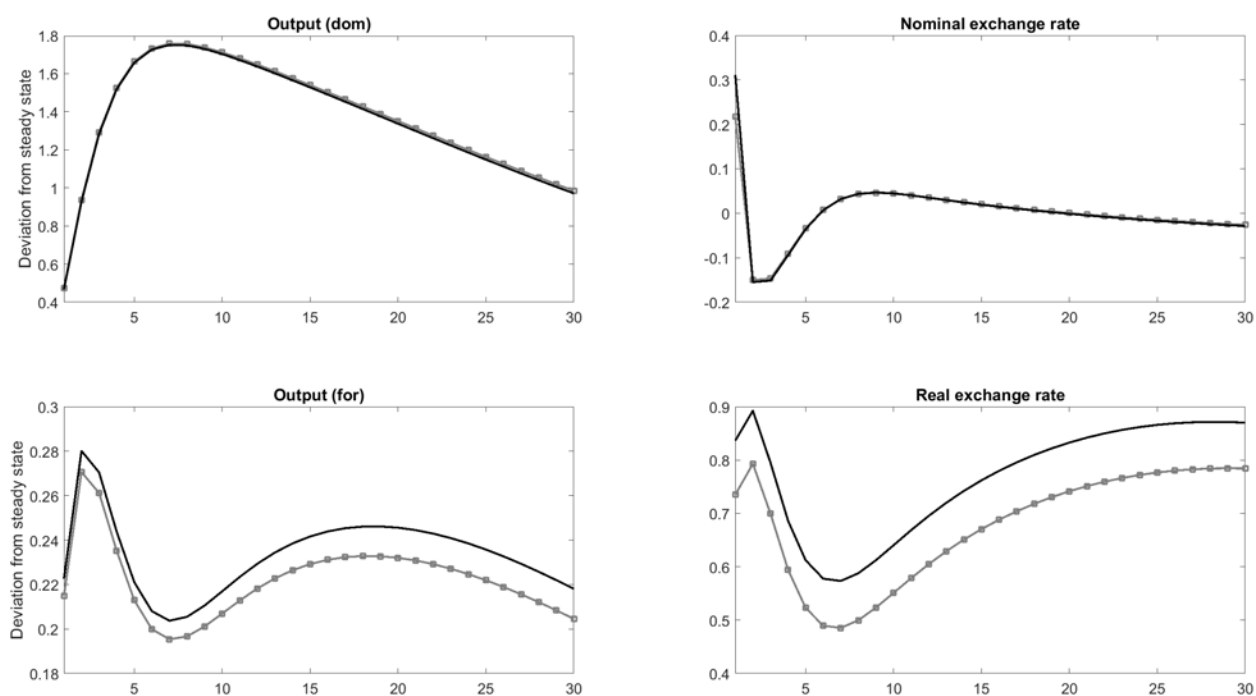 Output (dom)
Deviation from steady state
1.8
1.6
1.4
1.2
1
0.8
0.6
0.4
5 10 15 20 25 30
Nominal exchange rate
0.4
0.3
0.2
0.1
0
-0.1
-0.2
5 10 15 20 25 30
Output (for)
Deviation from steady state
0.3
0.28
0.26
0.24
0.22
0.2
0.18
5 10 15 20 25 30
Real exchange rate
0.9
0.8
0.7
0.6
0.5
0.4
5 10 15 20 25 30